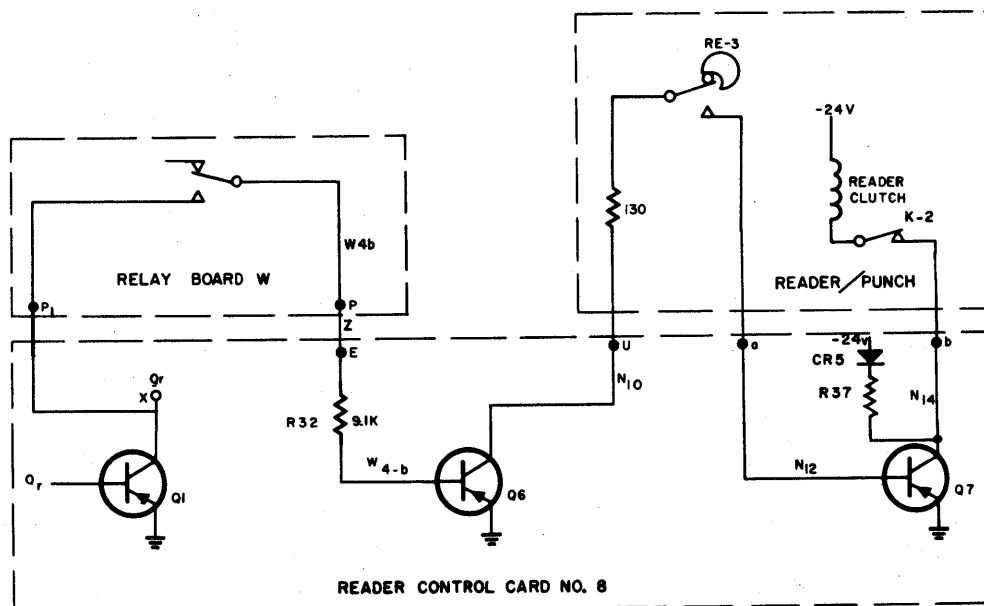 RE-3
-24V
READER
CLUTCH
K-2
130
W4b
RELAY BOARD W
READER/PUNCH
P1
P
Z
E
U
a
b
-24v
CR5
gr
X
N10
R37
N14
R32
9.1K
W4-b
N12
Qr
Q1
Q6
Q7
READER CONTROL CARD NO. 8